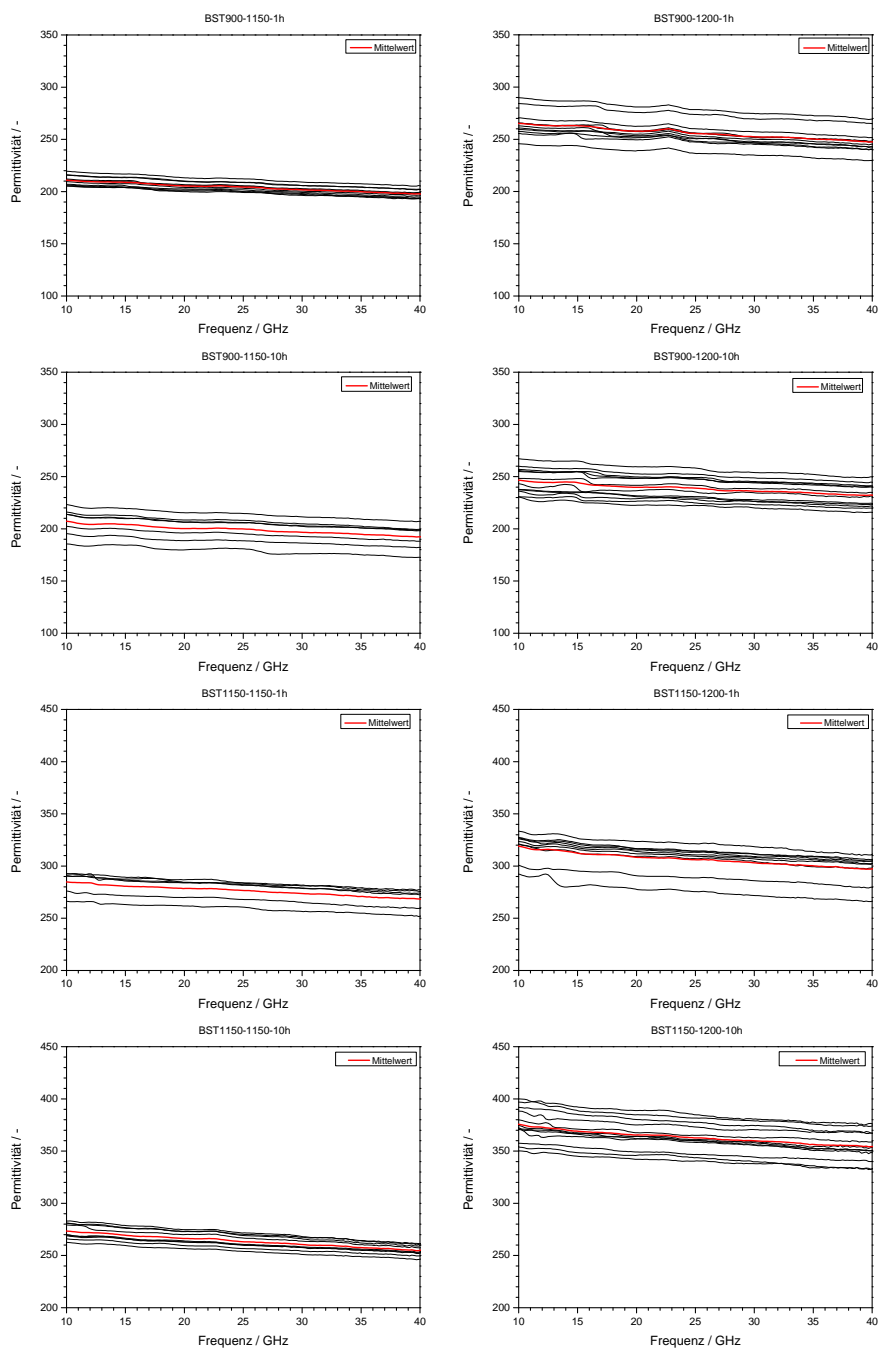 BST900-1150-1h
350
300
250
200
150
100
Permittivität / -
Mittelwert
10 15 20 25 30 35 40
Frequenz / GHz
BST900-1200-1h
350
300
250
200
150
100
Permittivität / -
Mittelwert
10 15 20 25 30 35 40
Frequenz / GHz
BST900-1150-10h
350
300
250
200
150
100
Permittivität / -
Mittelwert
10 15 20 25 30 35 40
Frequenz / GHz
BST900-1200-10h
350
300
250
200
150
100
Permittivität / -
Mittelwert
10 15 20 25 30 35 40
Frequenz / GHz
BST1150-1150-1h
450
400
350
300
250
200
Permittivität / -
Mittelwert
10 15 20 25 30 35 40
Frequenz / GHz
BST1150-1200-1h
450
400
350
300
250
200
Permittivität / -
Mittelwert
10 15 20 25 30 35 40
Frequenz / GHz
BST1150-1150-10h
450
400
350
300
250
200
Permittivität / -
Mittelwert
10 15 20 25 30 35 40
Frequenz / GHz
BST1150-1200-10h
450
400
350
300
250
200
Permittivität / -
Mittelwert
10 15 20 25 30 35 40
Frequenz / GHz